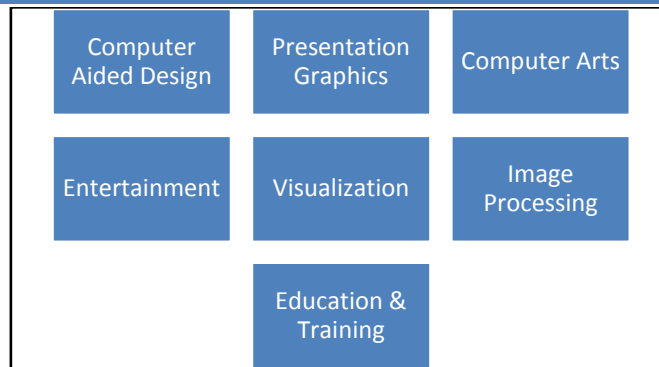 Computer
Aided Design
Presentation
Graphics
Computer Arts
Entertainment
Visualization
Image
Processing
Education &
Training